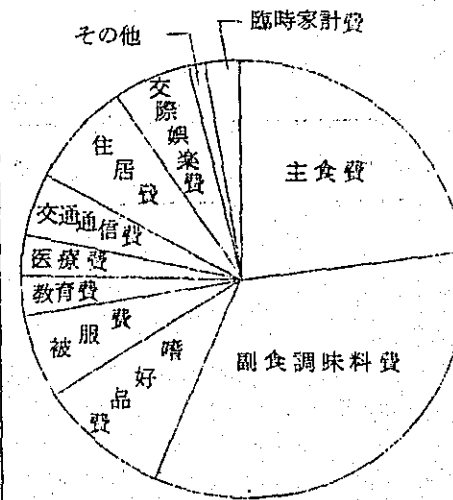 臨時家計費
その他
主食費
副食調味料費
嗜好品費
被服費
教育費
医療費
交通通信費
住居費
交際娯楽費